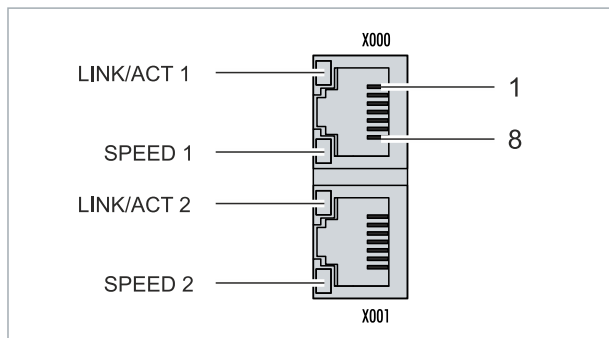 X000
LINK/ACT 1
1
8
SPEED 1
LINK/ACT 2
SPEED 2
X001